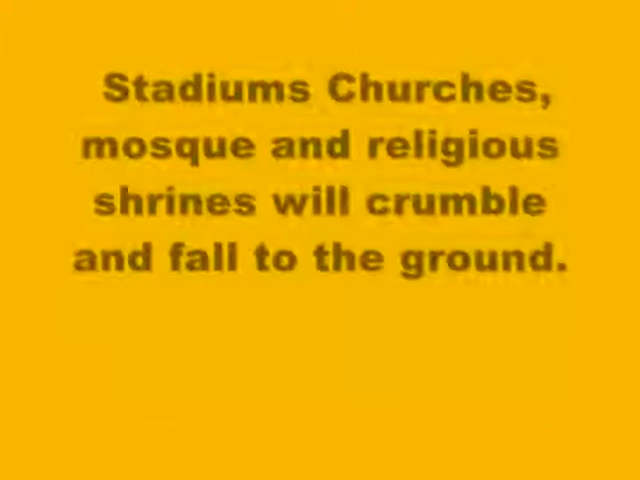 Stadiums Churches,
mosque and religious
shrines will crumble
and fall to the ground.